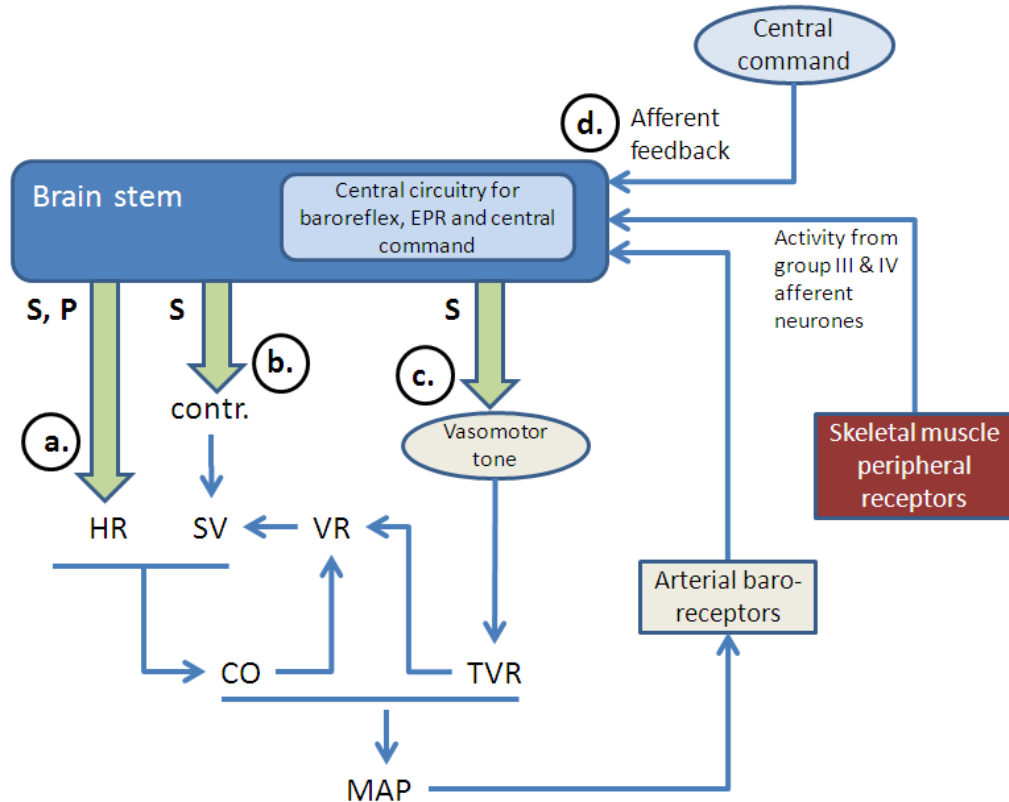 Central
command
d.
Afferent
feedback
Brain stem
Central circuitry for
baroreflex, EPR and central
command
Activity from
group III & IV
afferent
neurones
S, P
S
S
a.
b.
c.
contr.
Vasomotor
tone
Skeletal muscle
peripheral
receptors
HR
SV
VR
Arterial baro-
receptors
CO
TVR
MAP